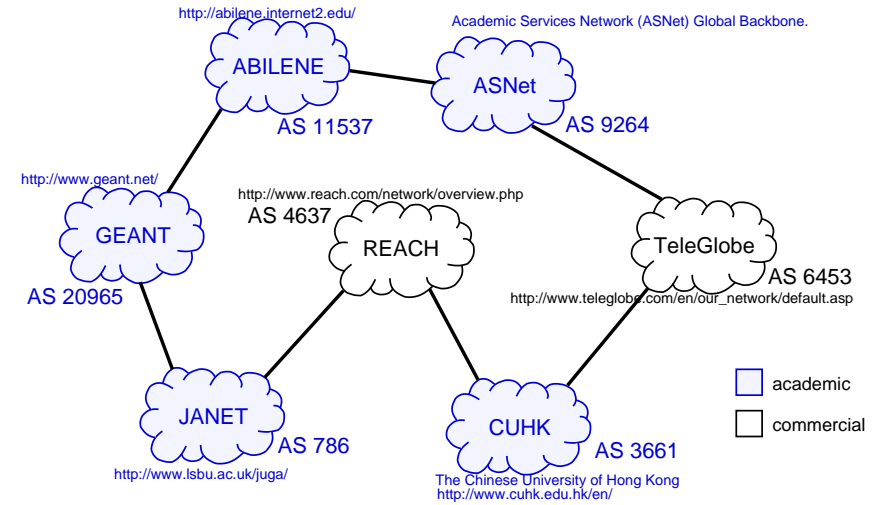 http://abilene.internet2.edu/
Academic Services Network (ASNet) Global Backbone.
ABILENE
ASNet
AS 11537
AS 9264
http://www.geant.net/
http://www.reach.com/network/overview.php
AS 4637
GEANT
REACH
TeleGlobe
AS 6453
AS 20965
http://www.teleglobe.com/en/our_network/default.asp
academic
JANET
CUHK
commercial
AS 786
AS 3661
http://www.lsbu.ac.uk/juga/
The Chinese University of Hong Kong
http://www.cuhk.edu.hk/en/